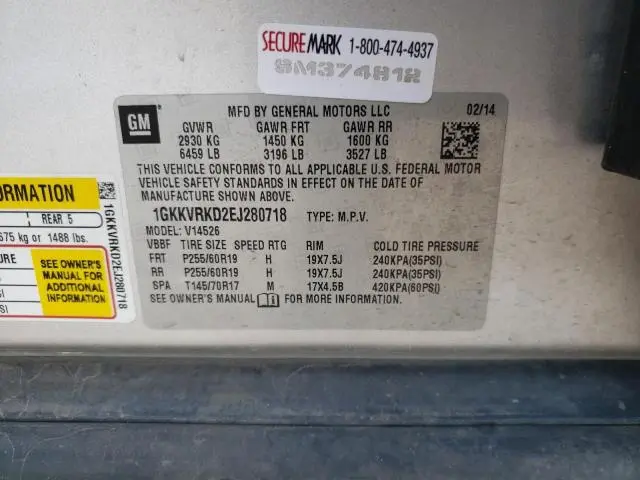 SECUREMARK 1-800-474-4937
SM374818
GM
MFD BY GENERAL MOTORS LLC 02/14
GVWR GAWR FRT GAWR RR
2930 KG 1450 KG 1600 KG
6459 LB 3196 LB 3527 LB
THIS VEHICLE CONFORMS TO ALL APPLICABLE U.S. FEDERAL MOTOR
VEHICLE SAFETY STANDARDS IN EFFECT ON THE DATE OF
MANUFACTURE SHOWN ABOVE.
1GKKVRKD2EJ280718 TYPE: M.P.V.
MODEL: V14526
VBBF TIRE SIZE SPEED RTG RIM COLD TIRE PRESSURE
FRT P255/60R19 H 19X7.5J 240KPA(35PSI)
RR P255/60R19 H 19X7.5J 240KPA(35PSI)
SPA T145/70R17 M 17X4.5B 420KPA(60PSI)
SEE OWNER'S MANUAL i FOR MORE INFORMATION
REAR 5
675 kg or 1488 lbs.
SEE OWNER'S
MANUAL FOR
ADDITIONAL
INFORMATION
1GKKVRKD2EJ280718